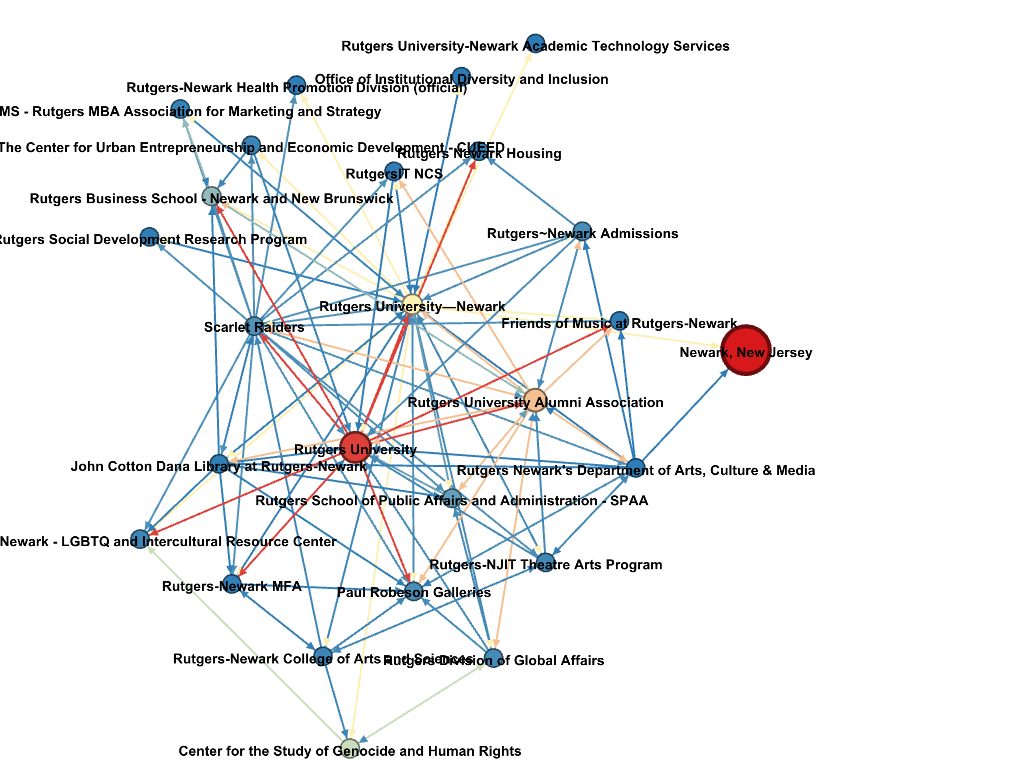 Rutgers University-Newark Academic Technology Services
Office of Institutional Diversity and Inclusion
Rutgers-Newark Health Promotion Division (official)
MS - Rutgers MBA Association for Marketing and Strategy
The Center for Urban Entrepreneurship and Economic Development - CUEED
Rutgers Newark Housing
RutgersIT NCS
Rutgers Business School - Newark and New Brunswick
Rutgers~Newark Admissions
Rutgers Social Development Research Program
Rutgers University—Newark
Friends of Music at Rutgers-Newark
Scarlet Raiders
Newark, New Jersey
Rutgers University Alumni Association
Rutgers University
John Cotton Dana Library at Rutgers-Newark
Rutgers Newark's Department of Arts, Culture & Media
Rutgers School of Public Affairs and Administration - SPAA
Newark - LGBTQ and Intercultural Resource Center
Rutgers-NJIT Theatre Arts Program
Rutgers-Newark MFA
Paul Robeson Galleries
Rutgers-Newark College of Arts and Sciences
Rutgers Division of Global Affairs
Center for the Study of Genocide and Human Rights